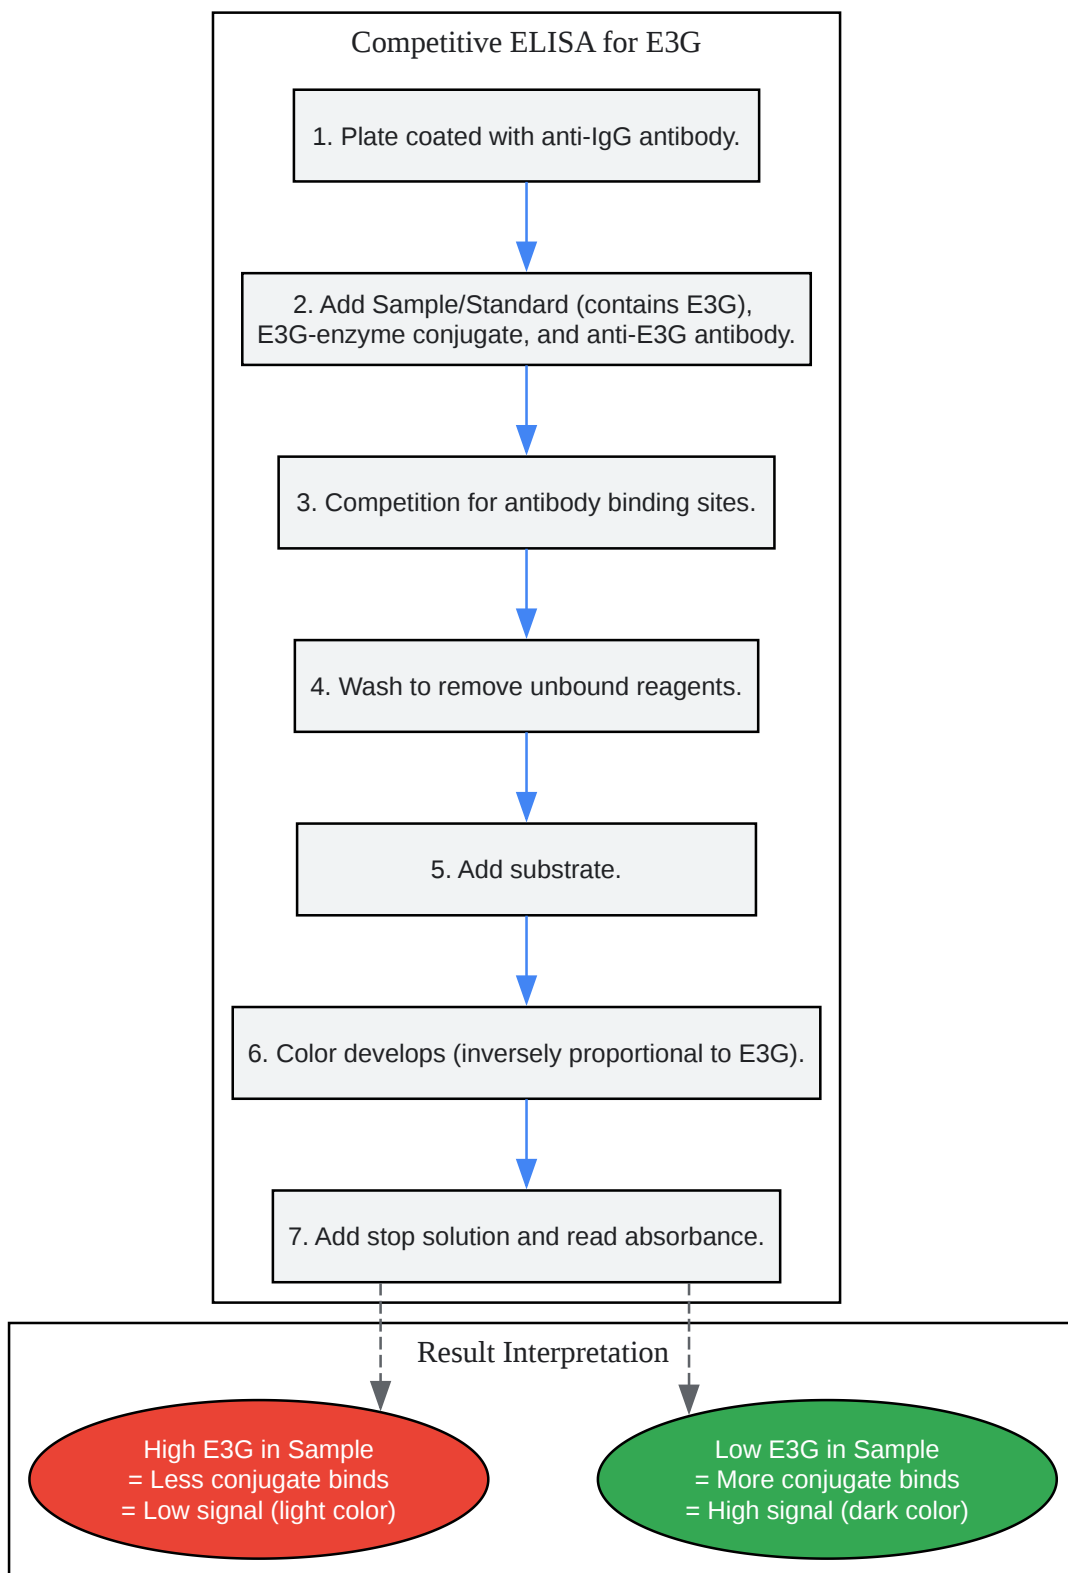 Competitive ELISA for E3G
1. Plate coated with anti-IgG antibody.
2. Add Sample/Standard (contains E3G),
E3G-enzyme conjugate, and anti-E3G antibody.
3. Competition for antibody binding sites.
4. Wash to remove unbound reagents.
5. Add substrate.
6. Color develops (inversely proportional to E3G).
7. Add stop solution and read absorbance.
Result Interpretation
High E3G in Sample
= Less conjugate binds
= Low signal (light color)
Low E3G in Sample
= More conjugate binds
= High signal (dark color)